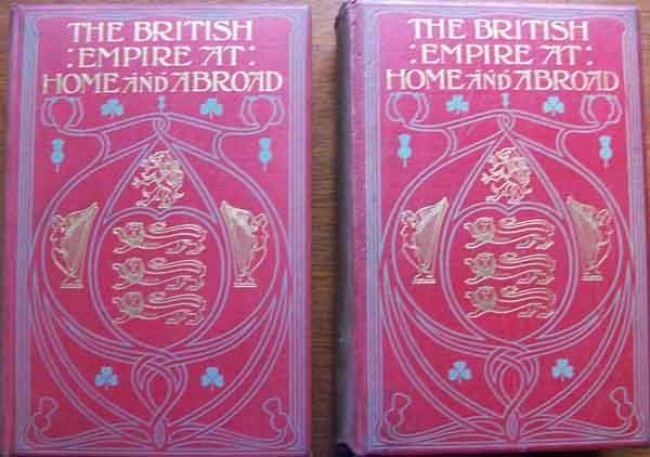 THE BRITISH
:EMPIRE AT:
HOME AND ABROAD
THE BRITISH
:EMPIRE AT:
HOME AND ABROAD